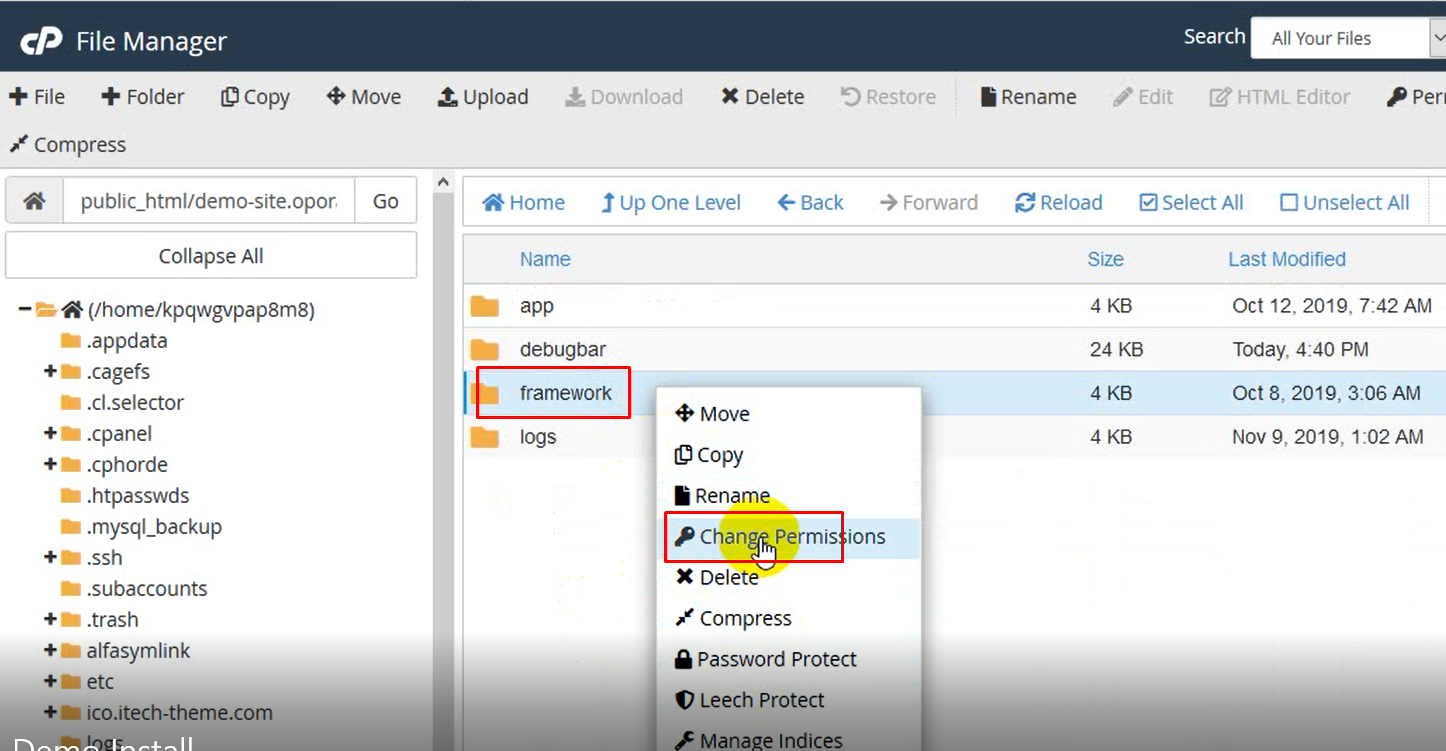 cP File Manager
Search All Your Files
File Folder Copy Move Upload Download Delete Restore Rename Edit HTML Editor Per
Compress
public_html/demo-site.opor Go
Collapse All
(/home/kpqwgvpap8m8)
.appdata
.cagefs
.cl.selector
.cpanel
.cphorde
.htpasswds
.mysql_backup
.ssh
.subaccounts
.trash
alfasymlink
etc
ico.itech-theme.com
logs
Home Up One Level Back Forward Reload Select All Unselect All
Name Size Last Modified
app 4 KB Oct 12, 2019, 7:42 AM
debugbar 24 KB Today, 4:40 PM
framework 4 KB Oct 8, 2019, 3:06 AM
logs 4 KB Nov 9, 2019, 1:02 AM
Move
Copy
Rename
Change Permissions
Delete
Compress
Password Protect
Leech Protect
Manage Indices
Demo Install